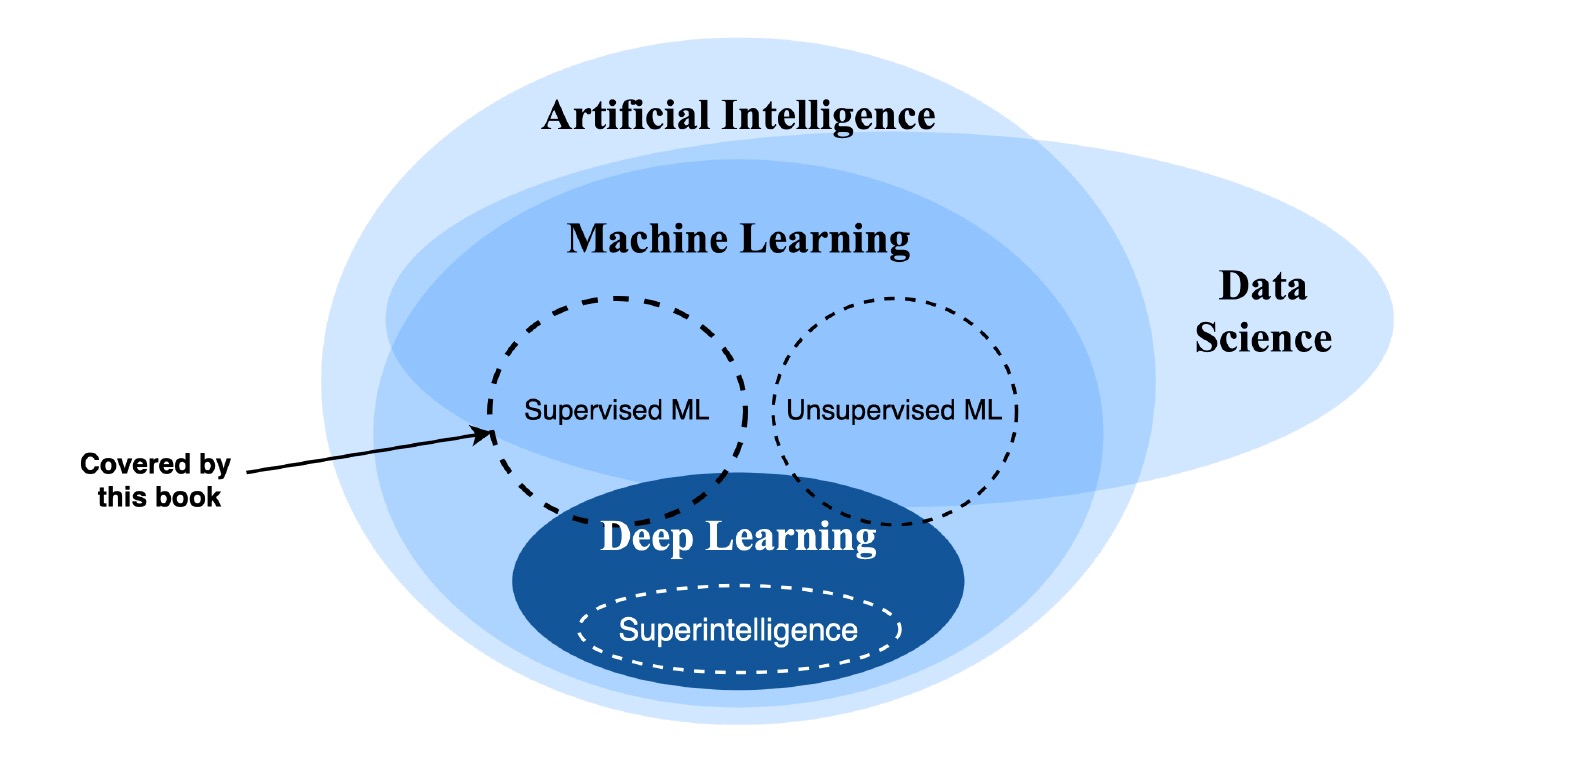 Artificial Intelligence
Machine Learning
Data
Science
Supervised ML
Unsupervised ML
Covered by
this book
Deep Learning
Superintelligence